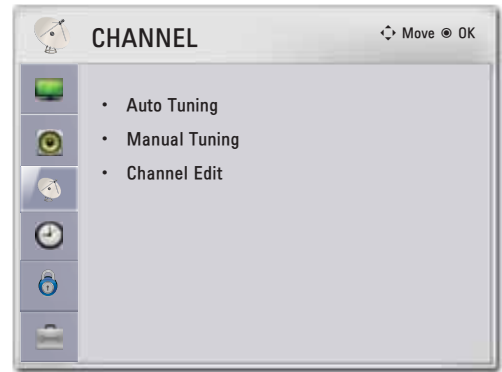 CHANNEL
Move OK
• Auto Tuning
• Manual Tuning
• Channel Edit